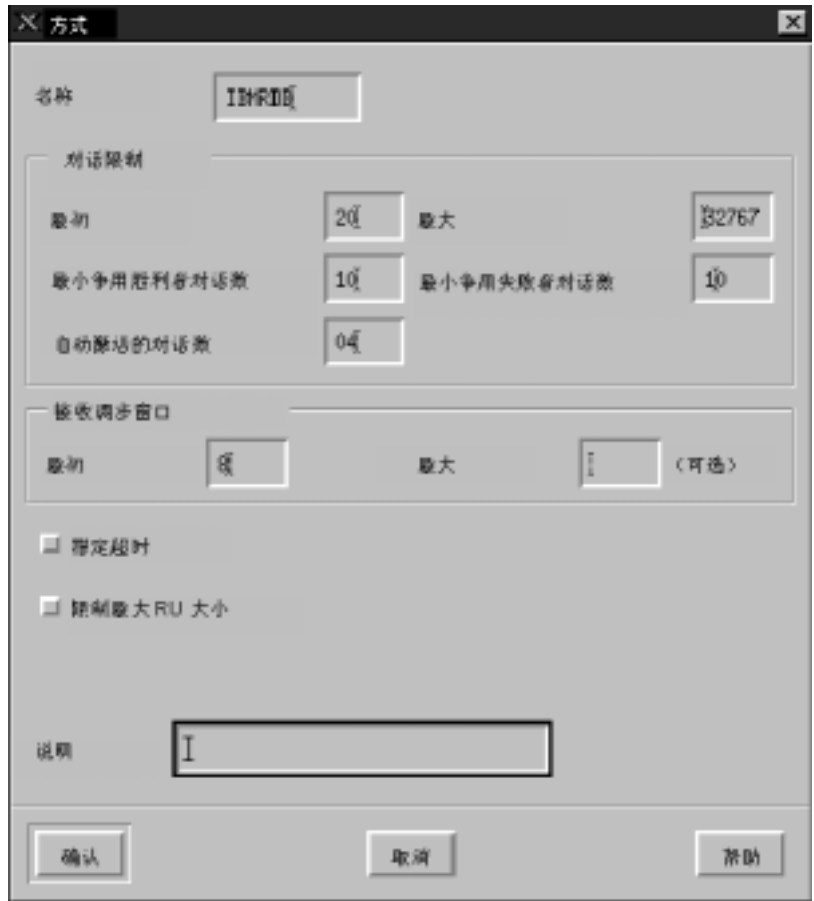 方式
名称 IBMRDB
对话限制
最初 20 最大 32767
最小争用胜利者对话数 10 最小争用失败者对话数 10
自动激活的对话数 04
接收调步窗口
最初 8 最大 (可选)
指定超时
限制最大 RU 大小
说明
确认 取消 帮助